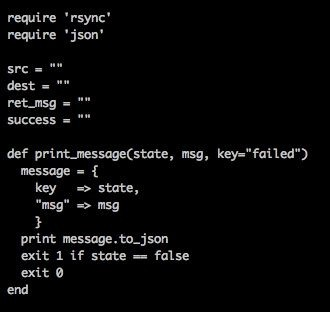 require 'rsync'
require 'json'

src = ""
dest = ""
ret_msg = ""
success = ""

def print_message(state, msg, key="failed")
  message = {
    key   => state,
    "msg" => msg
    }
  print message.to_json
  exit 1 if state == false
  exit 0
end